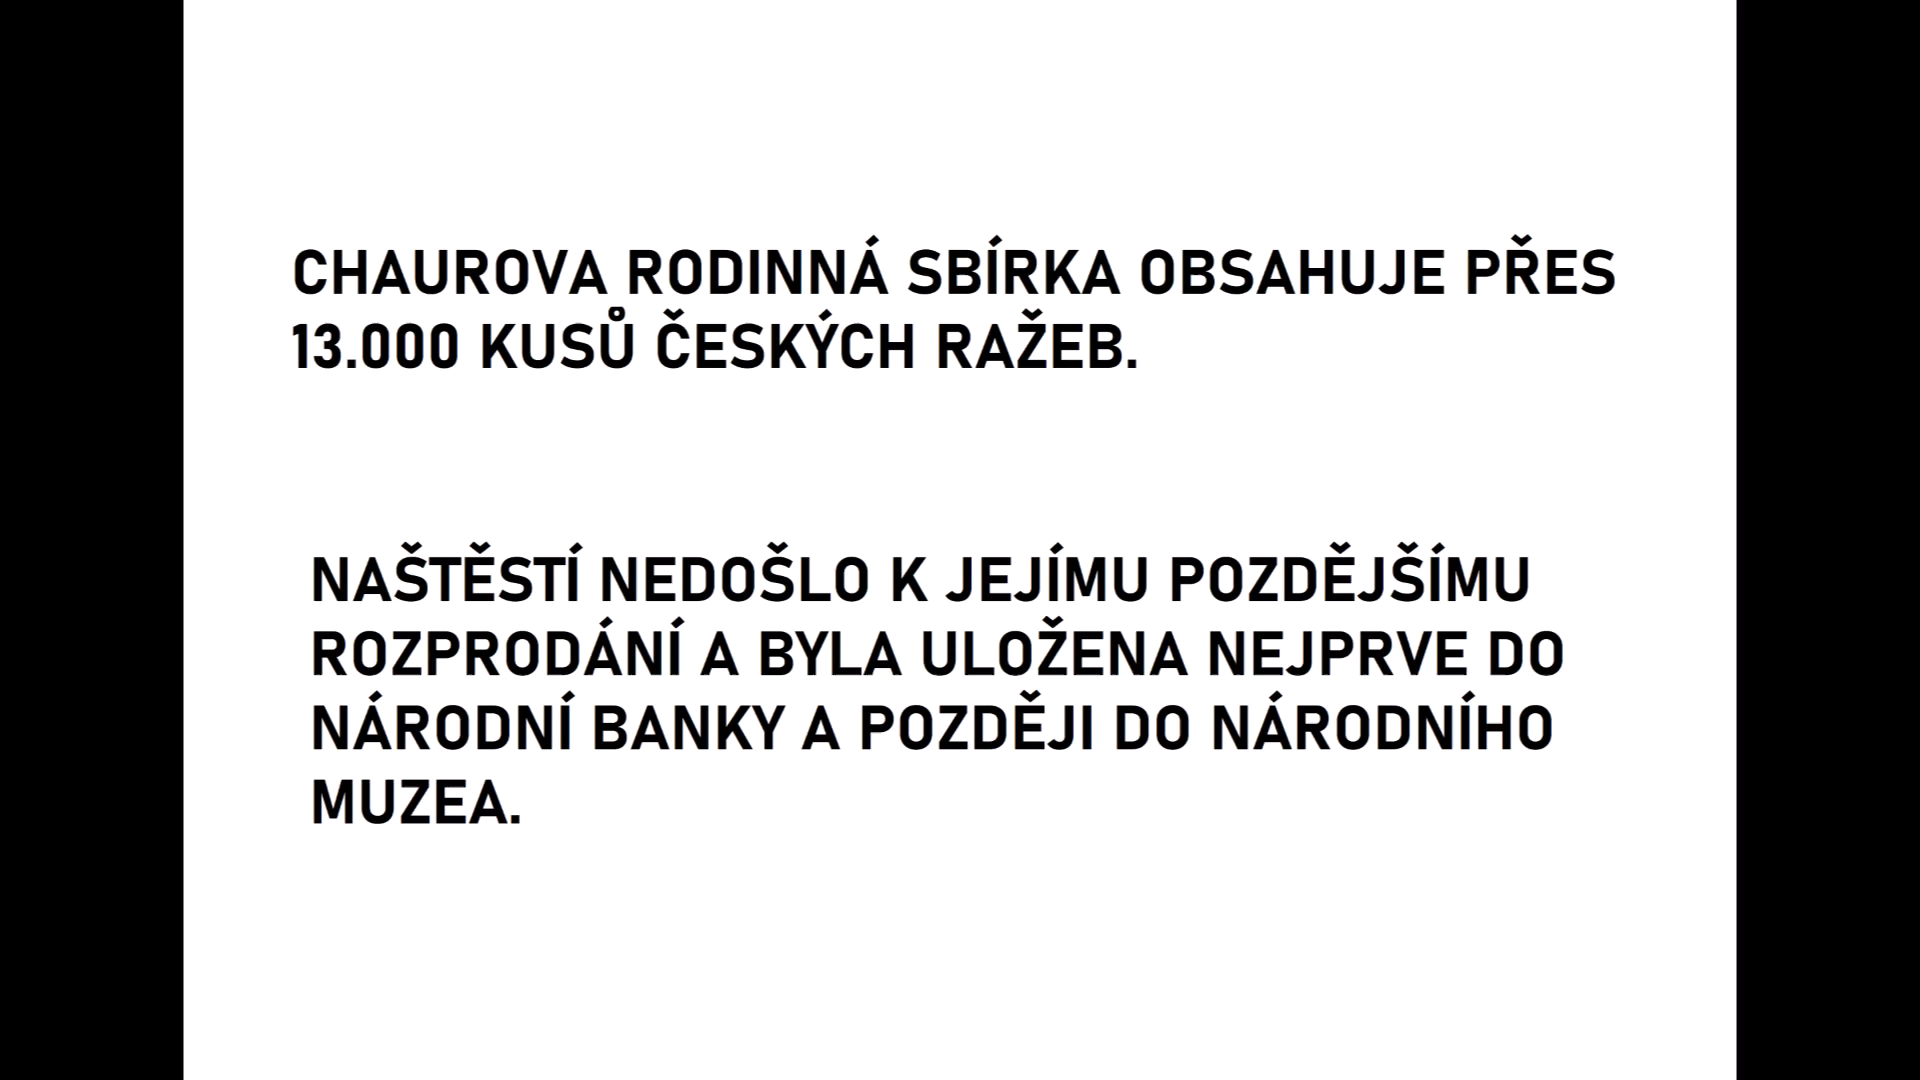 CHAUROVA RODINNÁ SBÍRKA OBSAHUJE PŘES
13.000 KUSŮ ČESKÝCH RAŽEB.
NAŠTĚSTÍ NEDOŠLO K JEJÍMU POZDĚJŠÍMU
ROZPRODÁNÍ A BYLA ULOŽENA NEJPRVE DO
NÁRODNÍ BANKY A POZDĚJI DO NÁRODNÍHO
MUZEA.